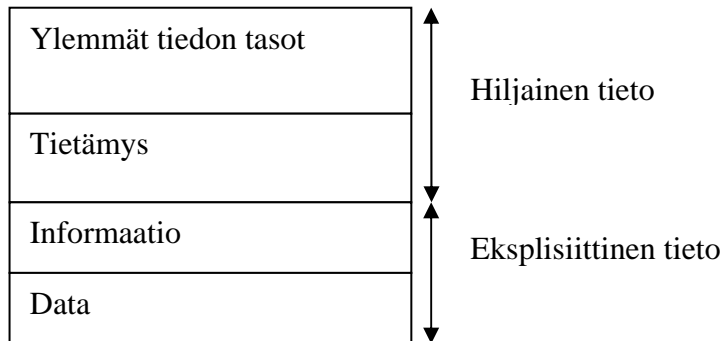 Ylemmät tiedon tasot
Hiljainen tieto
Tietämys
Informaatio
Eksplisiittinen tieto
Data